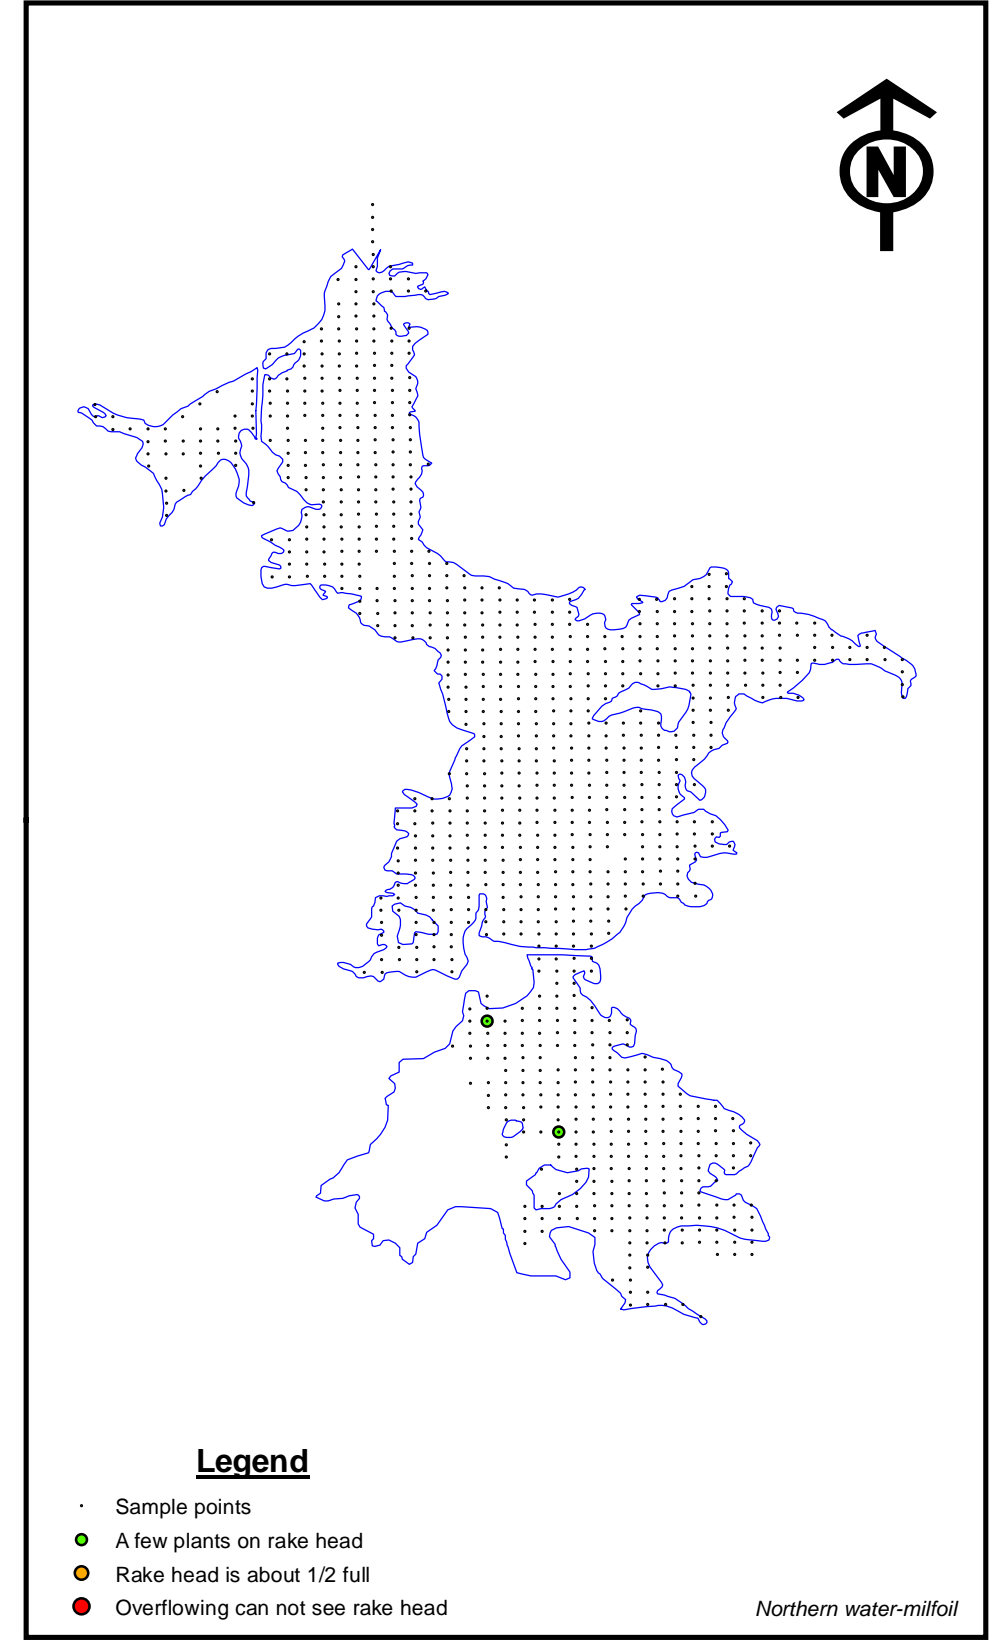 N
Legend
Sample points
A few plants on rake head
Rake head is about 1/2 full
Overflowing can not see rake head
Northern water-milfoil